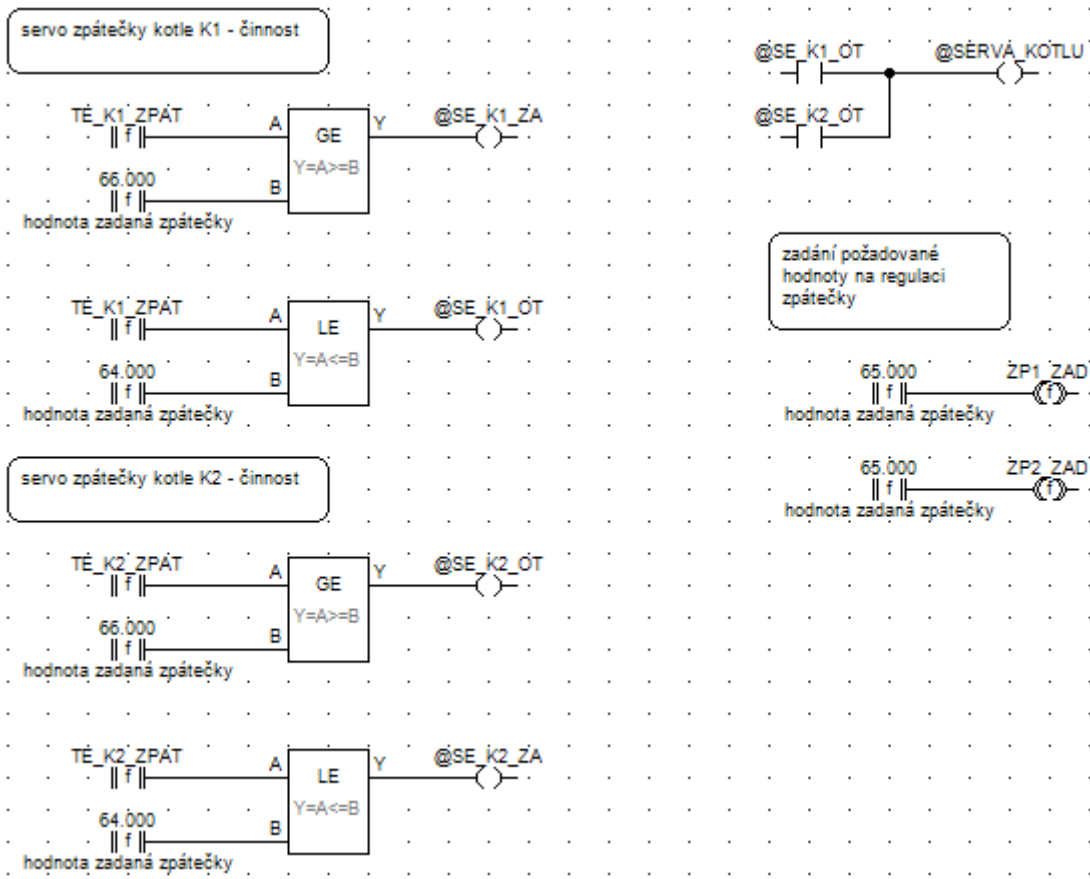 servo zpátečky kotle K1 - činnost
TE_K1_ZPAT
A
GE
Y
@SE_K1_ZA
Y=A>=B
66.000
B
f
f
hodnota zadaná zpátečky
TE_K1_ZPAT
A
LE
Y
@SE_K1_OT
Y=A<=B
64.000
B
f
f
hodnota zadaná zpátečky
servo zpátečky kotle K2 - činnost
TE_K2_ZPAT
A
GE
Y
@SE_K2_OT
Y=A>=B
66.000
B
f
f
hodnota zadaná zpátečky
TE_K2_ZPAT
A
LE
Y
@SE_K2_ZA
Y=A<=B
64.000
B
f
f
hodnota zadaná zpátečky
@SE_K1_OT
@SERVA_KOTLU
@SE_K2_OT
zadání požadované
hodnoty na regulaci
zpátečky
65.000
ZP1_ZAD
f
f
hodnota zadaná zpátečky
65.000
ZP2_ZAD
f
f
hodnota zadaná zpátečky